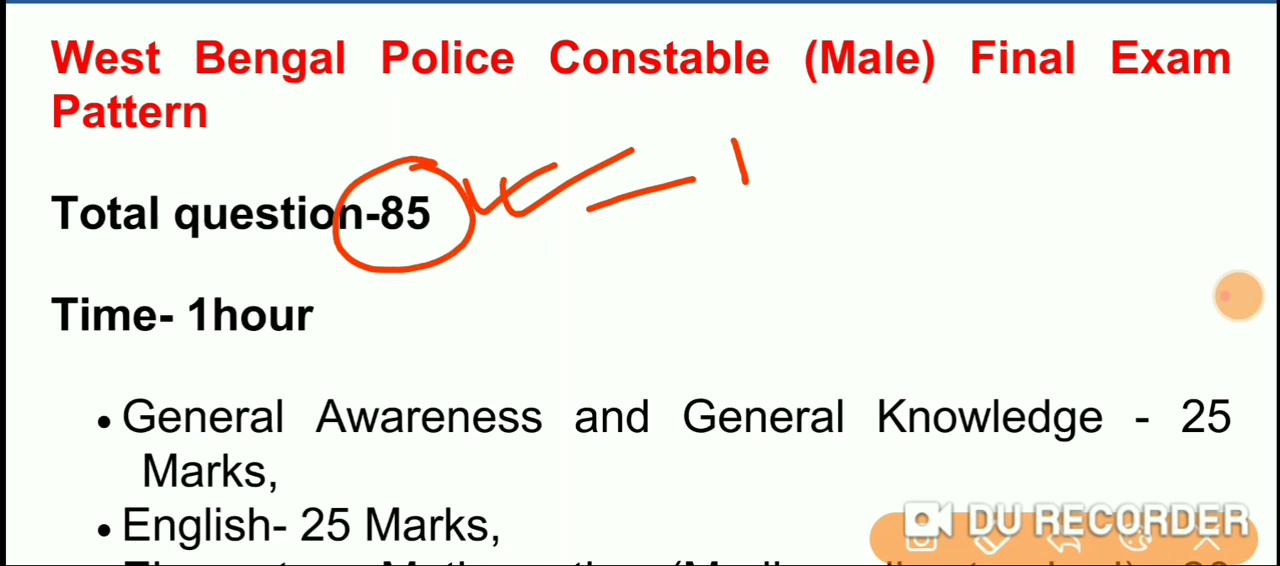 West Bengal Police Constable (Male) Final Exam
Pattern
Total question-85
Time- 1hour
• General Awareness and General Knowledge - 25
Marks,
• English- 25 Marks,
DU RECORDER